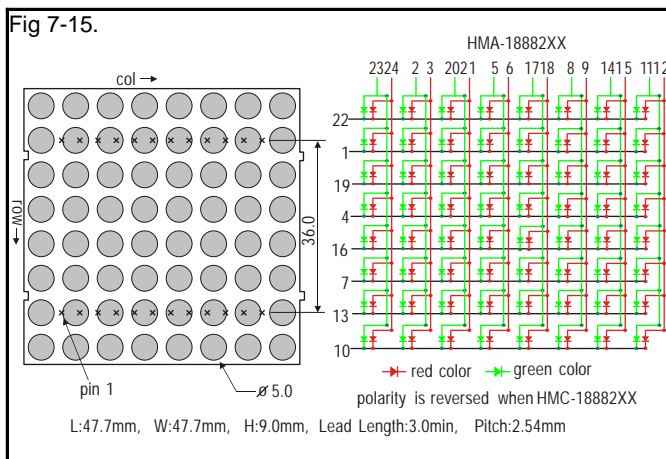 Fig 7-15.
HMA-18882XX
col
2324 2 3 2021 5 6 1718 8 9 1415 1112
22
1
19
4
16
7
13
10
row
36.0
pin 1
ø 5.0
red color green color
polarity is reversed when HMC-18882XX
L:47.7mm, W:47.7mm, H:9.0mm, Lead Length:3.0min, Pitch:2.54mm